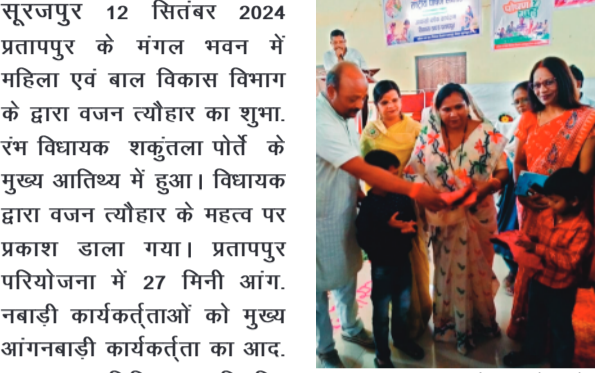 सूरजपुर 12 सितंबर 2024
प्रतापपुर के मंगल भवन में
महिला एवं बाल विकास विभाग
के द्वारा वजन त्यौहार का शुभा.
रंभ विधायक शकुंतला पोर्ते के
मुख्य आतिथ्य में हुआ। विधायक
द्वारा वजन त्यौहार के महत्व पर
प्रकाश डाला गया। प्रतापपुर
परियोजना में 27 मिनी आंग.
नबाड़ी कार्यकर्त्ताओं को मुख्य
आंगनबाड़ी कार्यकर्त्ता का आद.